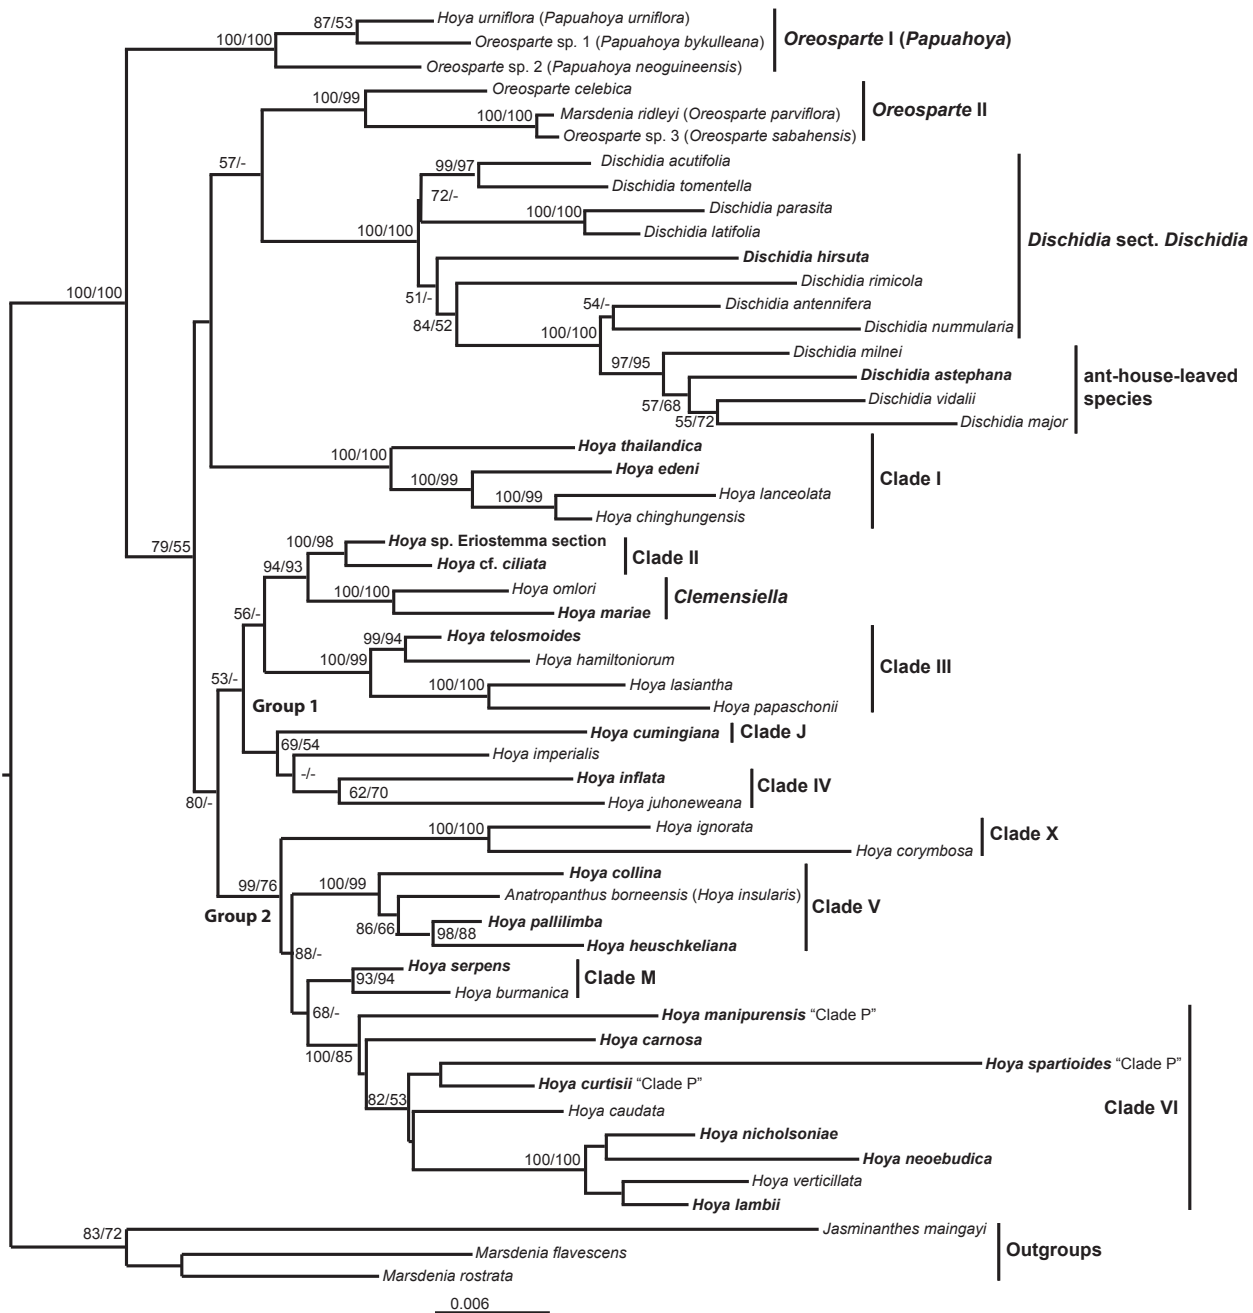 87/53
Hoya urniflora (Papuahoya urniflora)
100/100
Oreosparte sp. 1 (Papuahoya bykulleana)
Oreosparte I (Papuahoya)
Oreosparte sp. 2 (Papuahoya neoguineensis)
100/99
Oreosparte celebica
100/100
Marsdenia ridleyi (Oreosparte parviflora)
Oreosparte II
Oreosparte sp. 3 (Oreosparte sabahensis)
57/-
99/97
Dischidia acutifolia
72/-
Dischidia tomentella
100/100
Dischidia parasita
100/100
Dischidia latifolia
Dischidia sect. Dischidia
Dischidia hirsuta
100/100
51/-
Dischidia rimicola
84/52
54/-
Dischidia antennifera
100/100
Dischidia nummularia
97/95
Dischidia milnei
Dischidia astephana
ant-house-leaved
species
57/68
Dischidia vidalii
55/72
Dischidia major
100/100
Hoya thailandica
100/99
Hoya edeni
Clade I
100/99
Hoya lanceolata
Hoya chinghungensis
79/55
100/98
Hoya sp. Eriostemma section
Clade II
94/93
Hoya cf. ciliata
100/100
Hoya omlori
Clemensiella
56/-
Hoya mariae
99/94
Hoya telosmoides
100/99
Hoya hamiltoniorum
Clade III
53/-
100/100
Hoya lasiantha
Group 1
Hoya papaschonii
Hoya cumingiana
Clade J
69/54
Hoya imperialis
-/-
Hoya inflata
Clade IV
62/70
80/-
Hoya juhoneweana
100/100
Hoya ignorata
Clade X
Hoya corymbosa
99/76
100/99
Hoya collina
Group 2
Anatropanthus borneensis (Hoya insularis)
Clade V
86/66
98/88
Hoya pallilimba
88/-
Hoya heuschkeliana
Hoya serpens
93/94
Clade M
Hoya burmanica
68/-
Hoya manipurensis “Clade P”
100/85
Hoya carnosa
Hoya spartioides “Clade P”
82/53
Hoya curtisii “Clade P”
Clade VI
Hoya caudata
Hoya nicholsoniae
100/100
Hoya neoebudica
Hoya verticillata
Hoya lambii
83/72
Jasminanthes maingayi
Marsdenia flavescens
Outgroups
Marsdenia rostrata
0.006